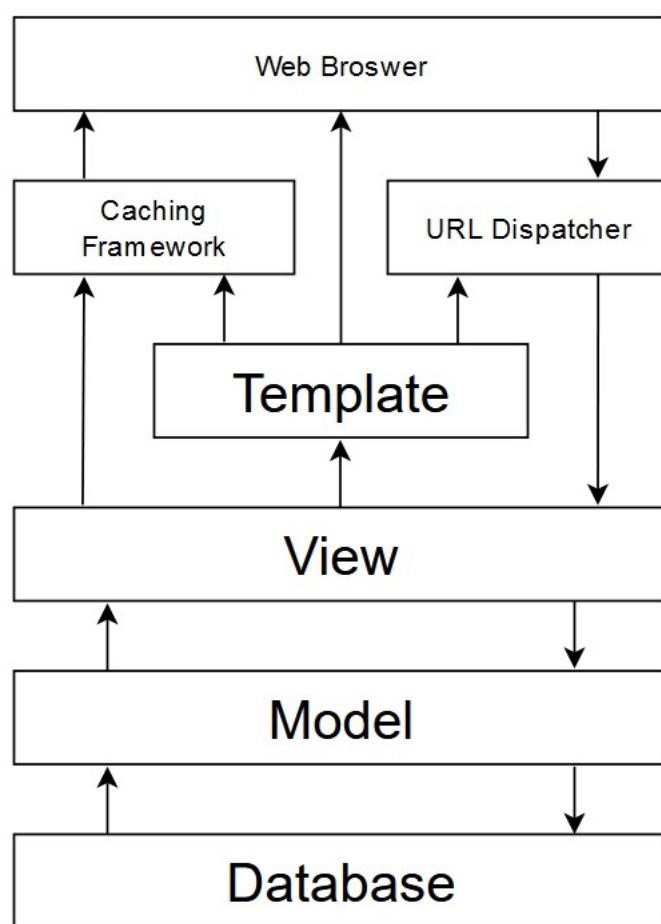 Web Broswer
Caching
Framework
URL Dispatcher
Template
View
Model
Database